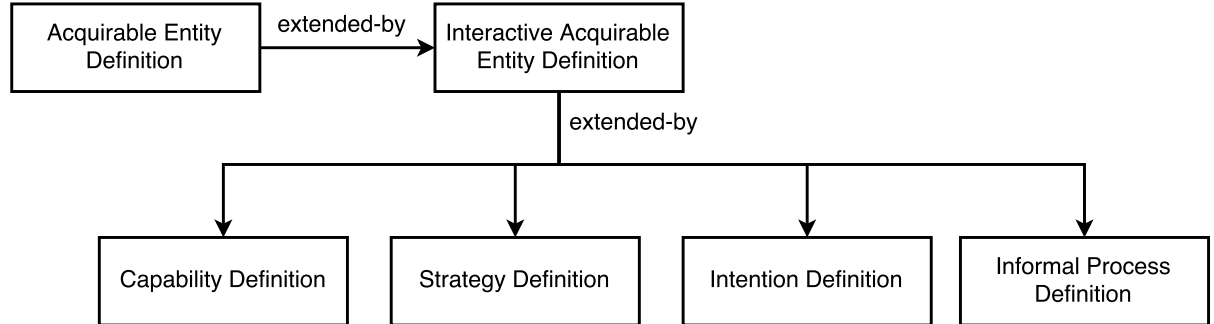 Acquirable Entity
Definition
extended-by
Interactive Acquirable
Entity Definition
extended-by
Capability Definition
Strategy Definition
Intention Definition
Informal Process
Definition